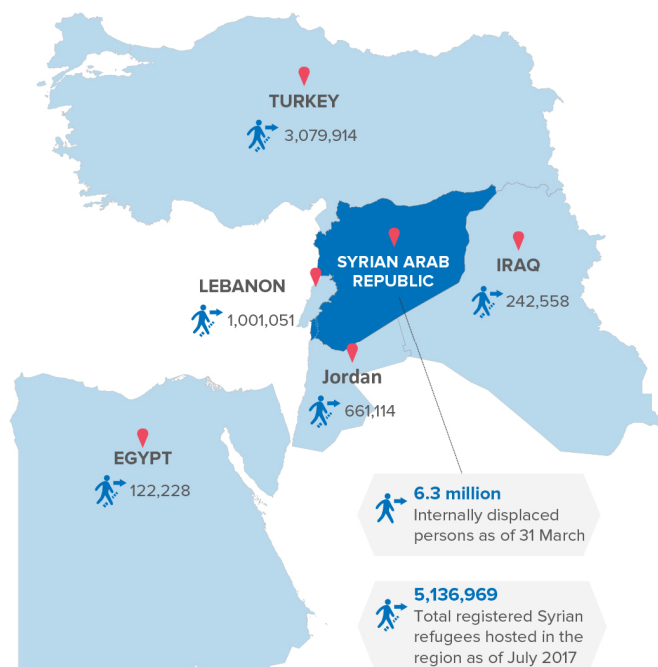 TURKEY
3,079,914
SYRIAN ARAB
REPUBLIC
IRAQ
242,558
LEBANON
1,001,051
Jordan
661,114
EGYPT
122,228
6.3 million
Internally displaced
persons as of 31 March
5,136,969
Total registered Syrian
refugees hosted in the
region as of July 2017